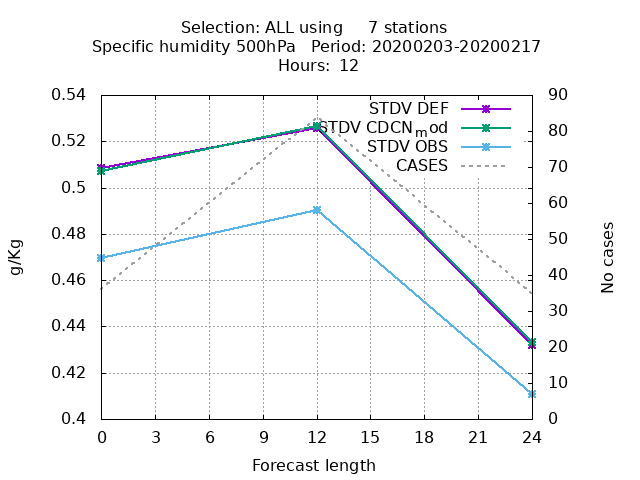 Selection: ALL using     7 stations
Specific humidity 500hPa   Period: 20200203-20200217
Hours:  12
STDV DEF
STDV CDCN_mod
STDV OBS
CASES
0.54
0.52
0.5
0.48
0.46
0.44
0.42
0.4
g/Kg
90
80
70
60
50
40
30
20
10
0
No cases
0 3 6 9 12 15 18 21 24
Forecast length